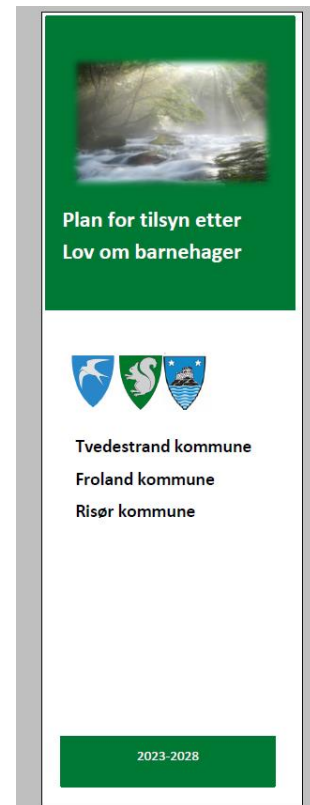 Plan for tilsyn etter
Lov om barnehager
Tvedestrand kommune
Froland kommune
Risør kommune
2023-2028